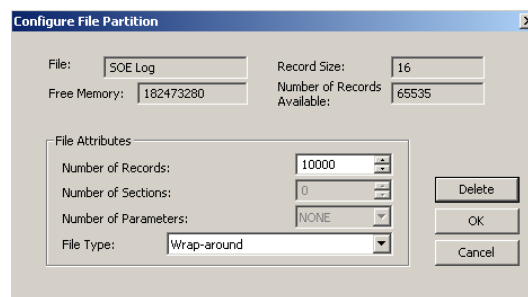 Configure File Partition
File: SOE Log Record Size: 16
Free Memory: 182473280 Number of Records Available: 65535
File Attributes
Number of Records: 10000
Number of Sections: 0
Number of Parameters: NONE
File Type: Wrap-around
Delete
OK
Cancel